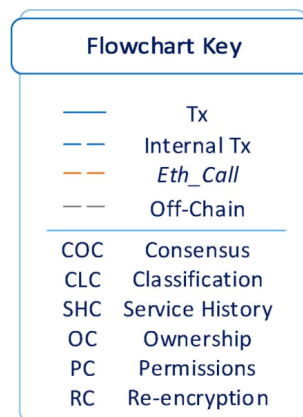 Flowchart Key
Tx
Internal Tx
Eth_Call
Off-Chain
COC Consensus
CLC Classification
SHC Service History
OC Ownership
PC Permissions
RC Re-encryption